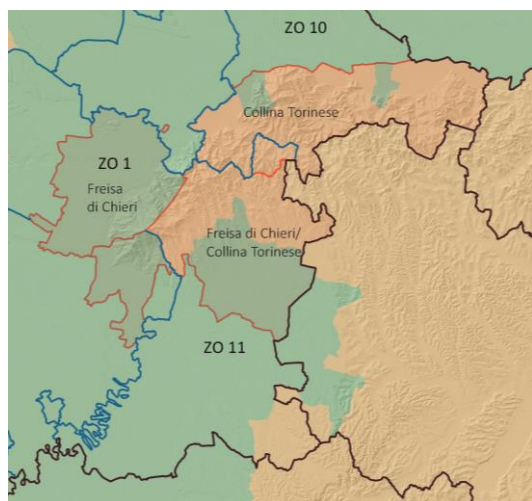 ZO 10
Collina Torinese
ZO 1
Freisa
di Chieri
Freisa di Chieri/
Collina Torinese
ZO 11